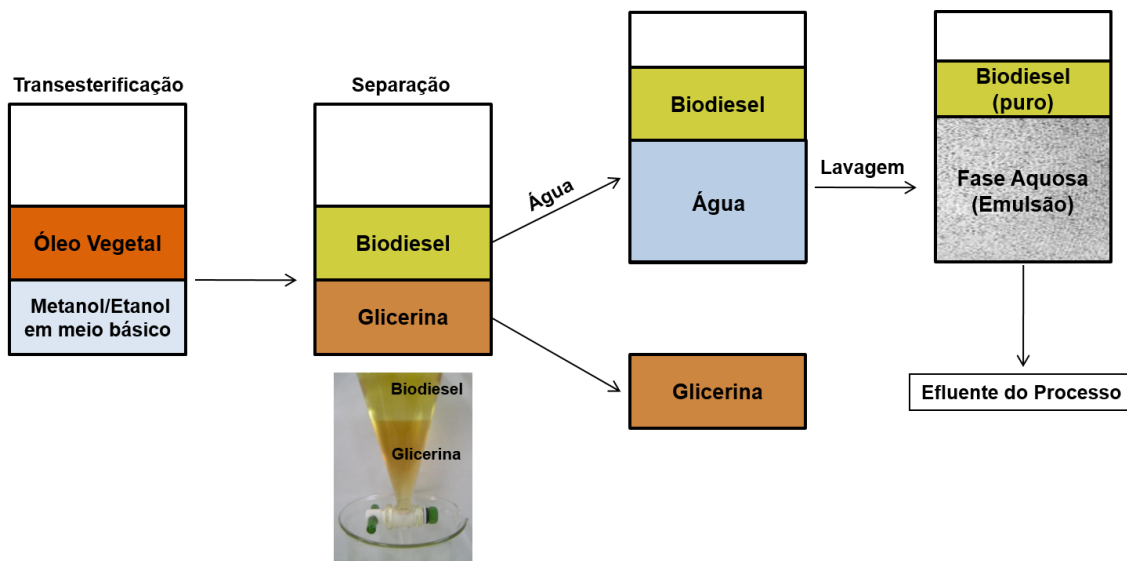 Transesterificação
Óleo Vegetal
Metanol/Etanol
em meio básico
Separação
Biodiesel
Glicerina
Biodiesel
Glicerina
Água
Biodiesel
Água
Glicerina
Lavagem
Biodiesel
(puro)
Fase Aquosa
(Emulsão)
Efluente do Processo